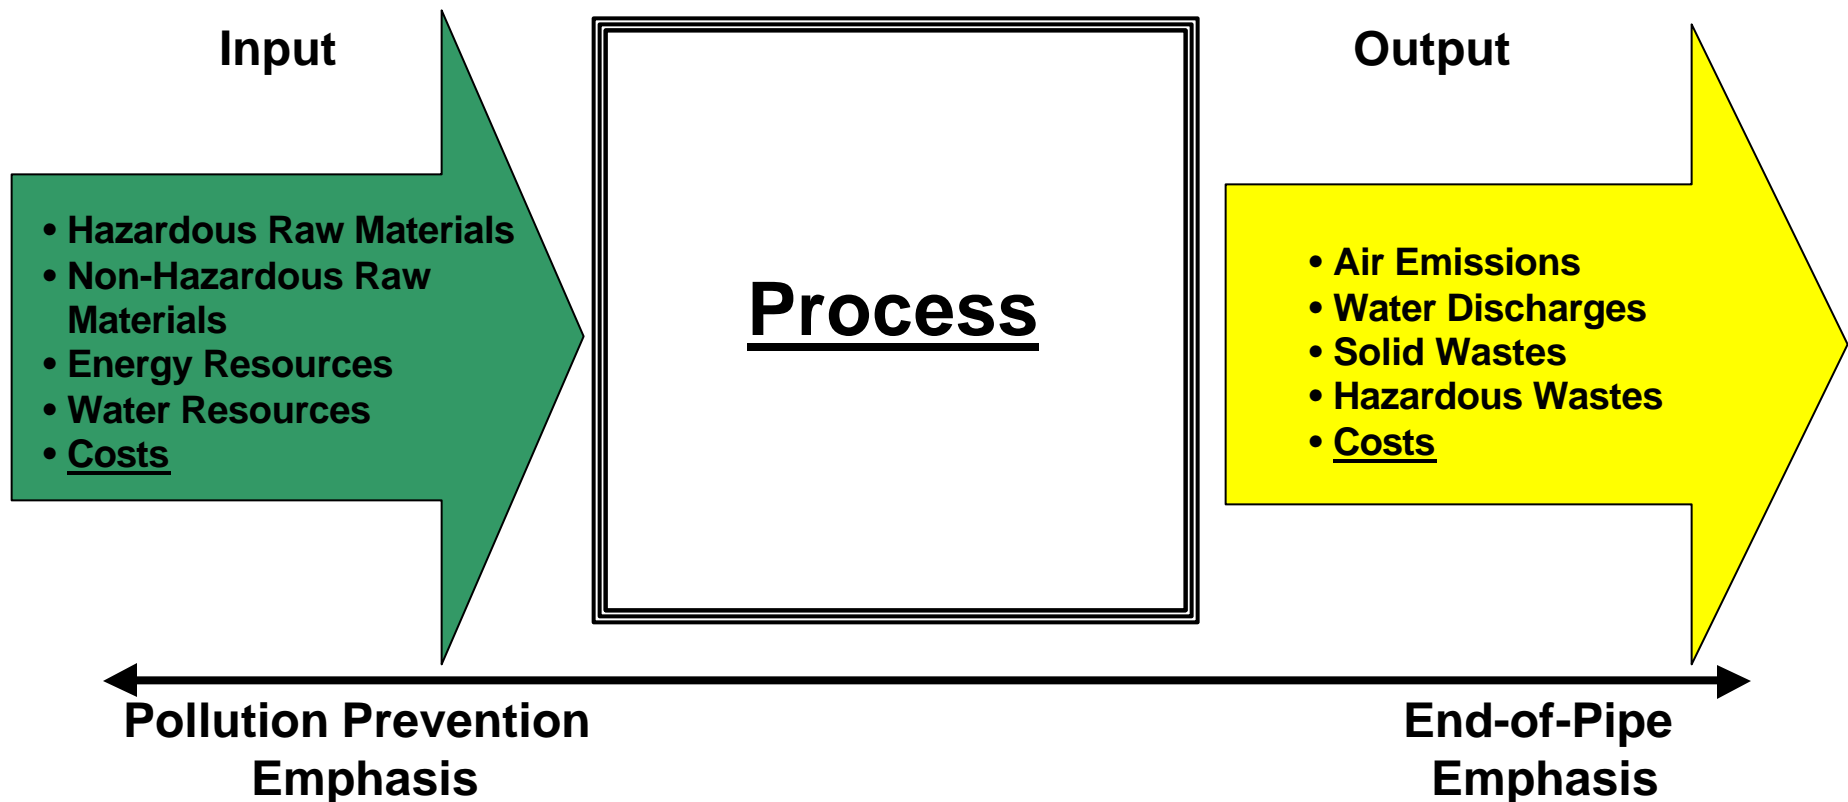 Input
• Hazardous Raw Materials
• Non-Hazardous Raw
Materials
• Energy Resources
• Water Resources
• Costs
Process
Output
• Air Emissions
• Water Discharges
• Solid Wastes
• Hazardous Wastes
• Costs
Pollution Prevention
Emphasis
End-of-Pipe
Emphasis